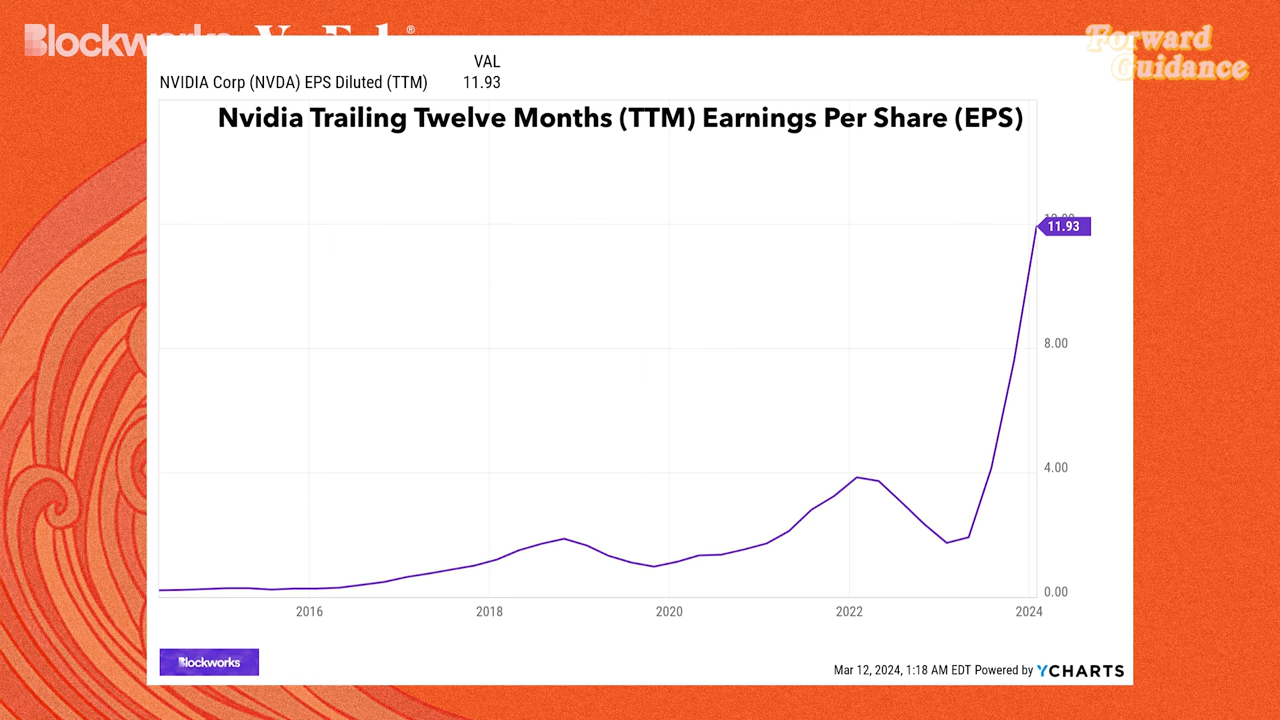 Blockworks
Forward
Guidance
VAL
NVIDIA Corp (NVDA) EPS Diluted (TTM) 11.93
Nvidia Trailing Twelve Months (TTM) Earnings Per Share (EPS)
11.93
8.00
4.00
0.00
2016 2018 2020 2022 2024
Blockworks
Mar 12, 2024, 1:18 AM EDT Powered by YCHARTS